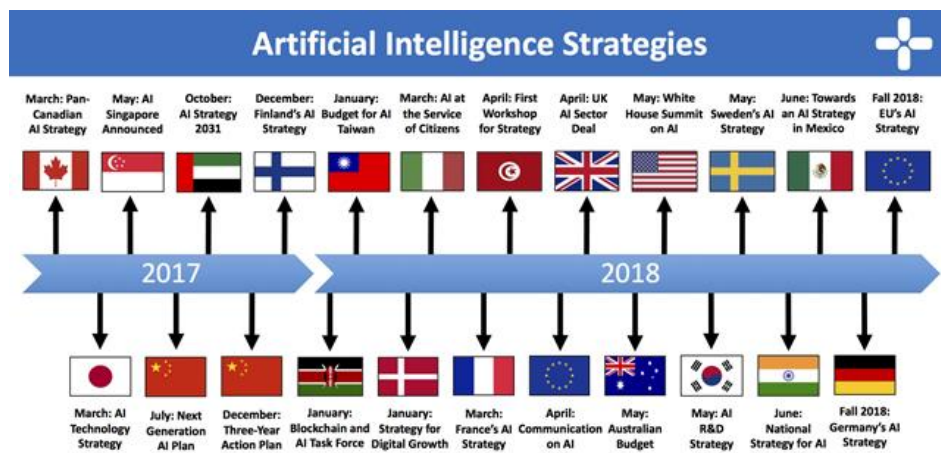 Artificial Intelligence Strategies
March: Pan-
Canadian
AI Strategy
May: AI
Singapore
Announced
October:
AI Strategy
2031
December:
Finland's AI
Strategy
January:
Budget for AI
Taiwan
March: AI at
the Service
of Citizens
April: First
Workshop
for Strategy
April: UK
AI Sector
Deal
May: White
House Summit
on AI
May:
Sweden's AI
Strategy
June: Towards
an AI Strategy
in Mexico
Fall 2018:
EU's AI
Strategy
2017
2018
March: AI
Technology
Strategy
July: Next
Generation
AI Plan
December:
Three-Year
Action Plan
January:
Blockchain and
AI Task Force
January:
Strategy for
Digital Growth
March:
France's AI
Strategy
April:
Communication
on AI
May:
Australian
Budget
May: AI
R&D
Strategy
June:
National
Strategy for AI
Fall 2018:
Germany's AI
Strategy